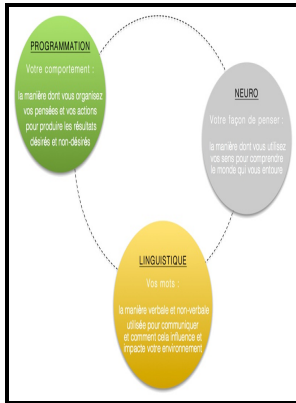 PROGRAMMATION
Votre comportement :
la manière dont vous organisez
vos pensées et vos actions
pour produire les résultats
désirés et non-désirés
NEURO
Votre façon de penser :
la manière dont vous utilisez
vos sens pour comprendre
le monde qui vous entoure
LINGUISTIQUE
Vos mots :
la manière verbale et non-verbale
utilisée pour communiquer
et comment cela influence et
impacte votre environnement